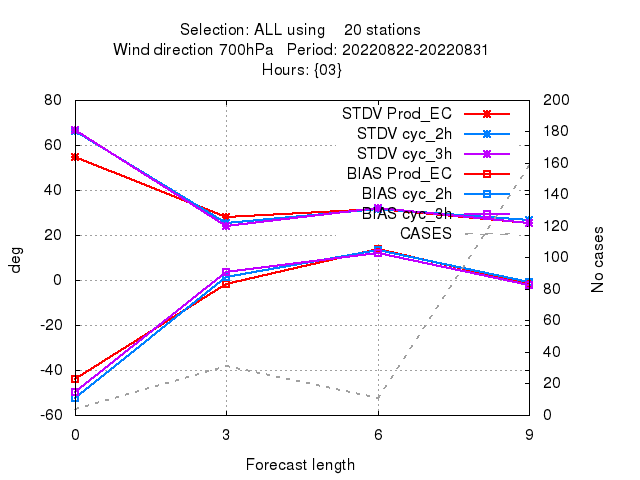 Selection: ALL using    20 stations
Wind direction 700hPa   Period: 20220822-20220831
Hours: {03}
STDV Prod_EC
STDV cyc_2h
STDV cyc_3h
BIAS Prod_EC
BIAS cyc_2h
BIAS cyc_3h
CASES
80
60
40
20
0
-20
-40
-60
deg
200
180
160
140
120
100
80
60
40
20
0
No cases
0 3 6 9
Forecast length